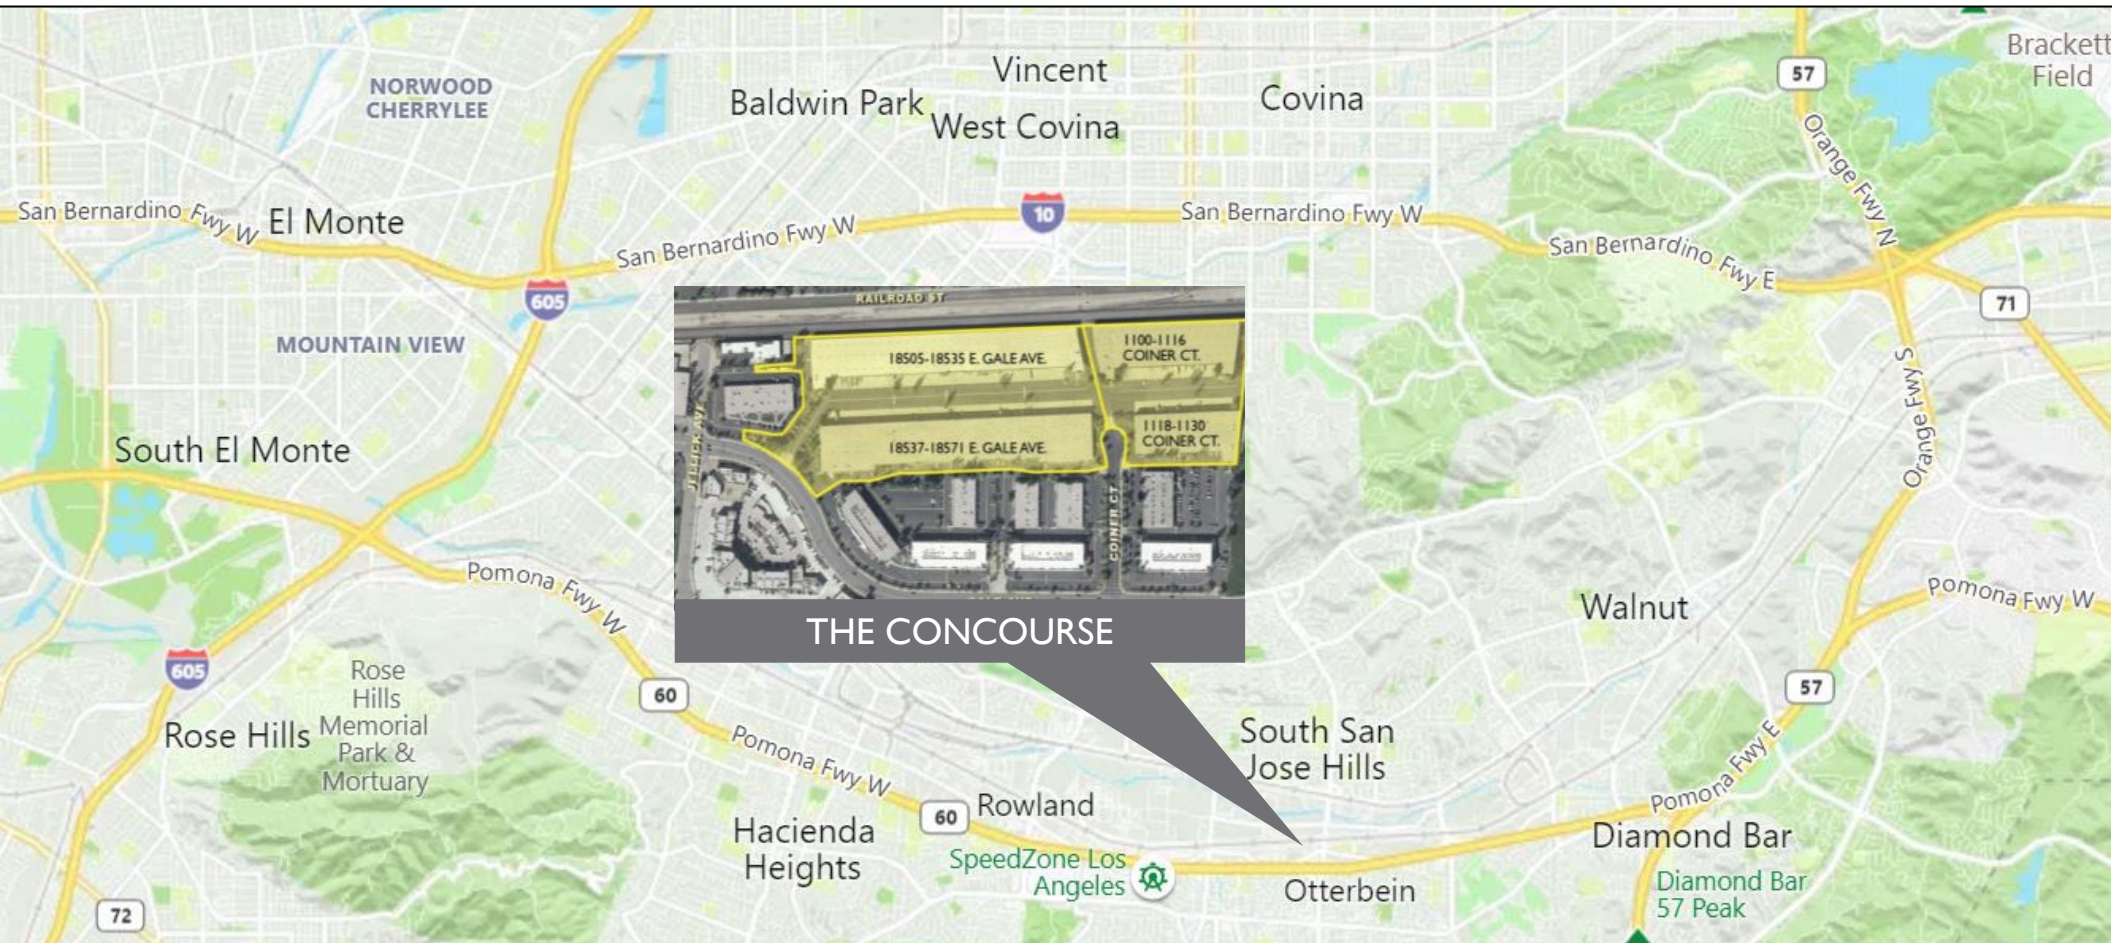 Brackett
Field
57
Vincent
NORWOOD
CHERRYLEE
Baldwin Park
West Covina
Covina
Orange Fwy N
San Bernardino Fwy W
El Monte
10
San Bernardino Fwy W
San Bernardino Fwy W
San Bernardino Fwy E
605
71
MOUNTAIN VIEW
RAILROAD ST
18505-18535 E. GALE AVE.
1100-1116
COINER CT.
1118-1130
COINER CT.
18537-18571 E. GALE AVE.
JELLICK AVE
COINER CT
S Orange Fwy
South El Monte
Pomona Fwy W
Pomona Fwy W
THE CONCOURSE
Walnut
605
Rose
Hills
Memorial
Park &
Mortuary
Rose Hills
60
57
Pomona Fwy W
South San
Jose Hills
Pomona Fwy E
60
Rowland
Hacienda
Heights
SpeedZone Los
Angeles
Diamond Bar
Otterbein
Diamond Bar
57 Peak
72